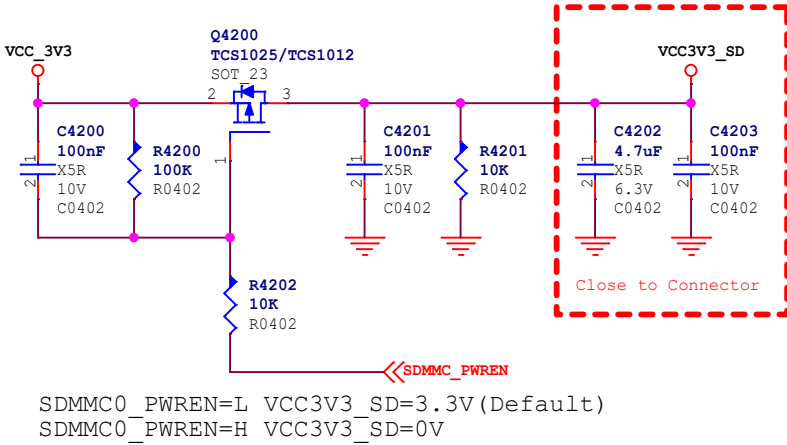 Q4200
TCS1025/TCS1012
SOT_23
VCC_3V3
VCC3V3_SD
2
3
1
C4200
100nF
X5R
10V
C0402
1
2
R4200
100K
R0402
C4201
100nF
X5R
10V
C0402
1
2
R4201
10K
R0402
C4202
4.7uF
X5R
6.3V
C0402
1
2
C4203
100nF
X5R
10V
C0402
1
2
Close to Connector
R4202
10K
R0402
SDMMC_PWREN
SDMMC0_PWREN=L VCC3V3_SD=3.3V(Default)
SDMMC0_PWREN=H VCC3V3_SD=0V